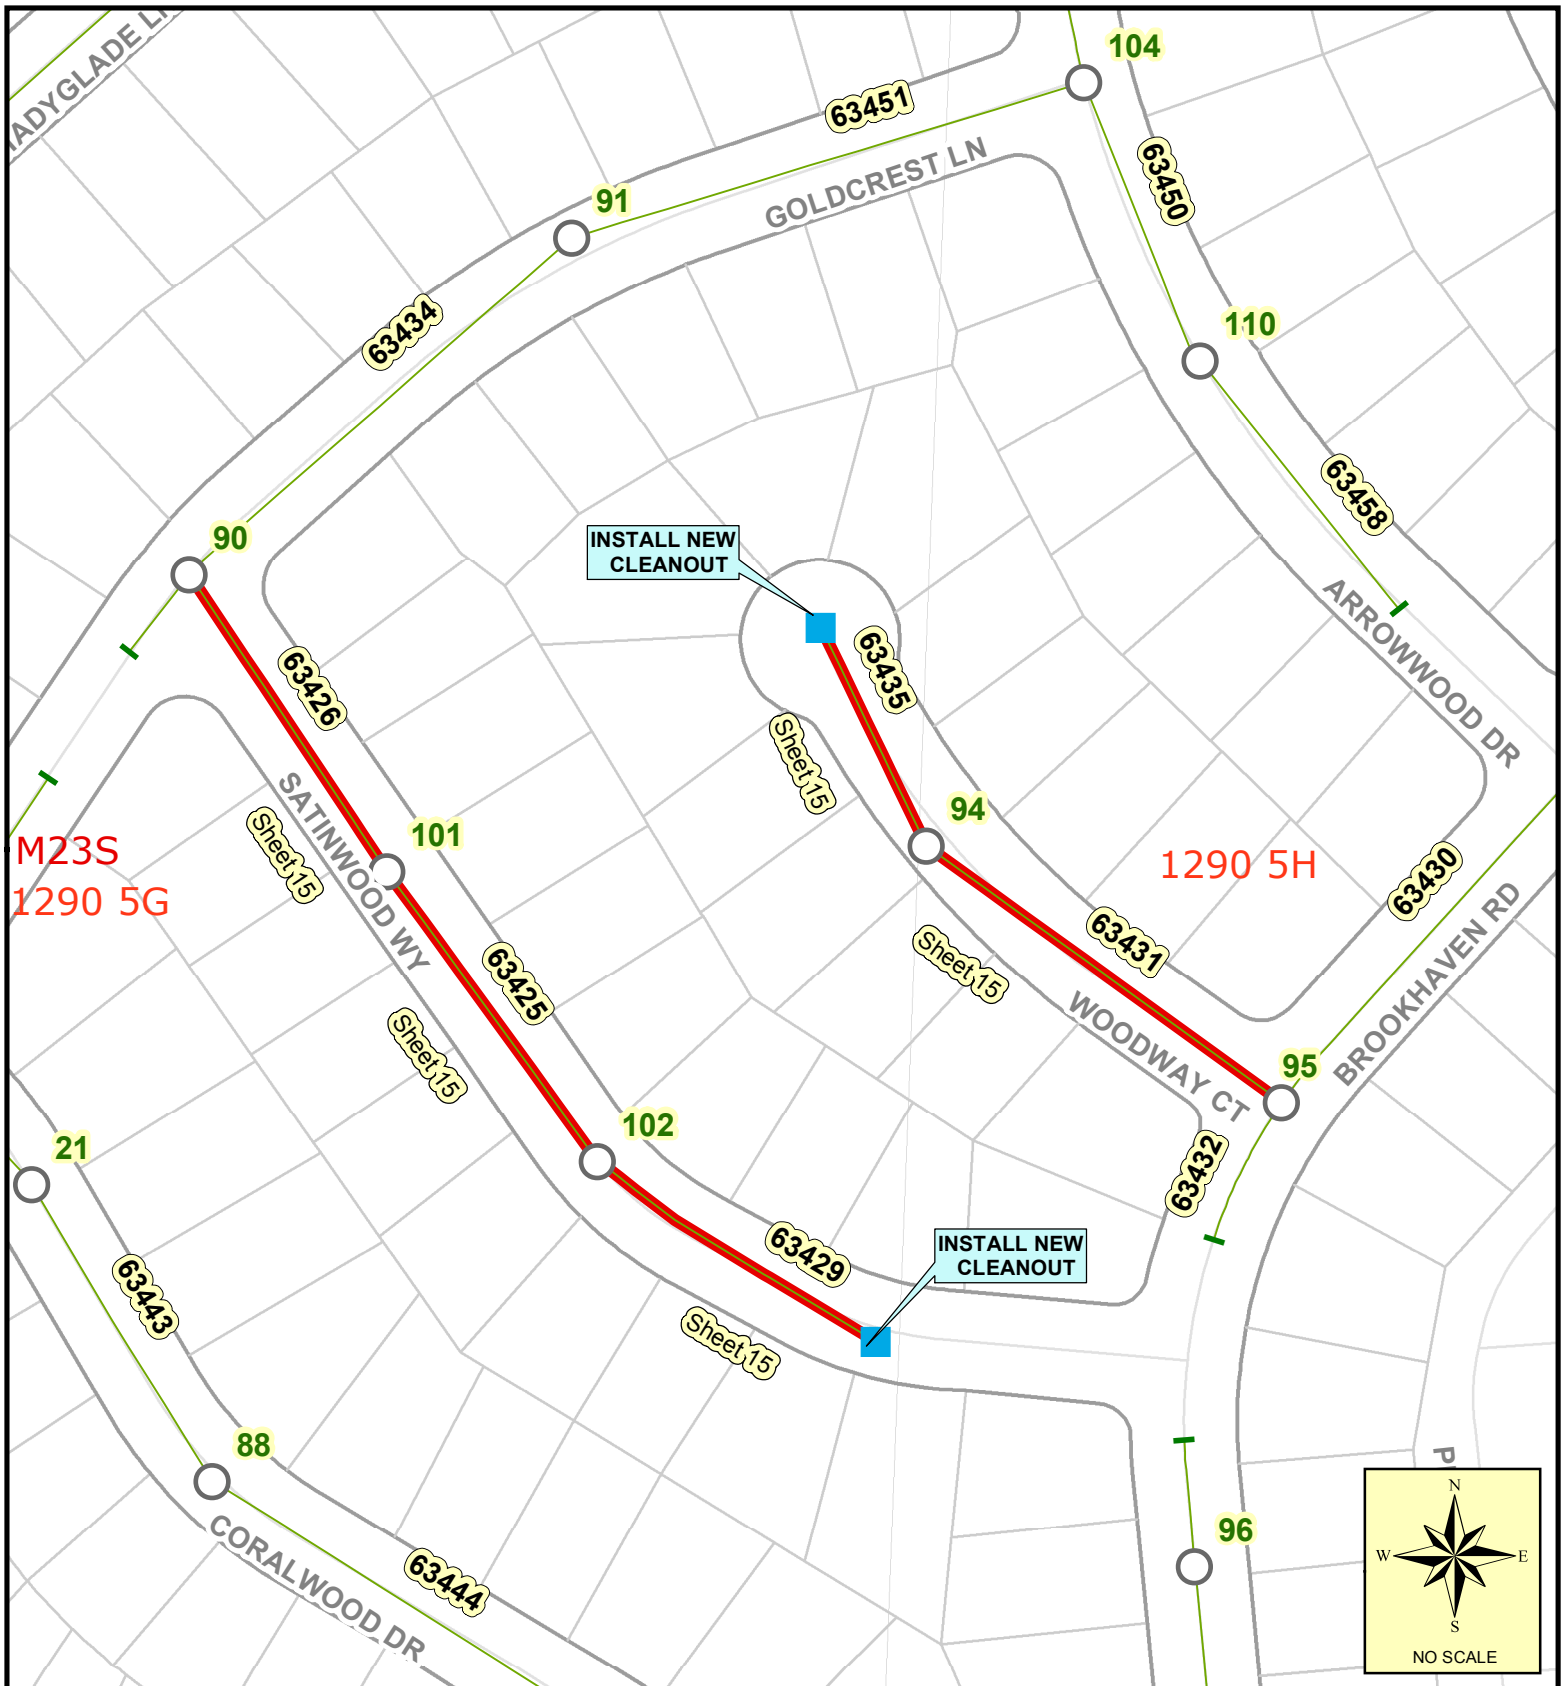 104
63451
63450
GOLDCREST LN
91
110
63434
63458
90
INSTALL NEW
CLEANOUT
ARROWWOOD DR
63435
63426
Sheet 15
SATINWOOD WY
94
101
Sheet 15
M23S
1290 5H
1290 5G
63430
63431
BROOKHAVEN RD
Sheet 15
63425
WOODWAY CT
Sheet 15
95
102
21
63432
63429
INSTALL NEW
CLEANOUT
63443
Sheet 15
88
96
CORALWOOD DR
63444
N
W
E
S
NO SCALE